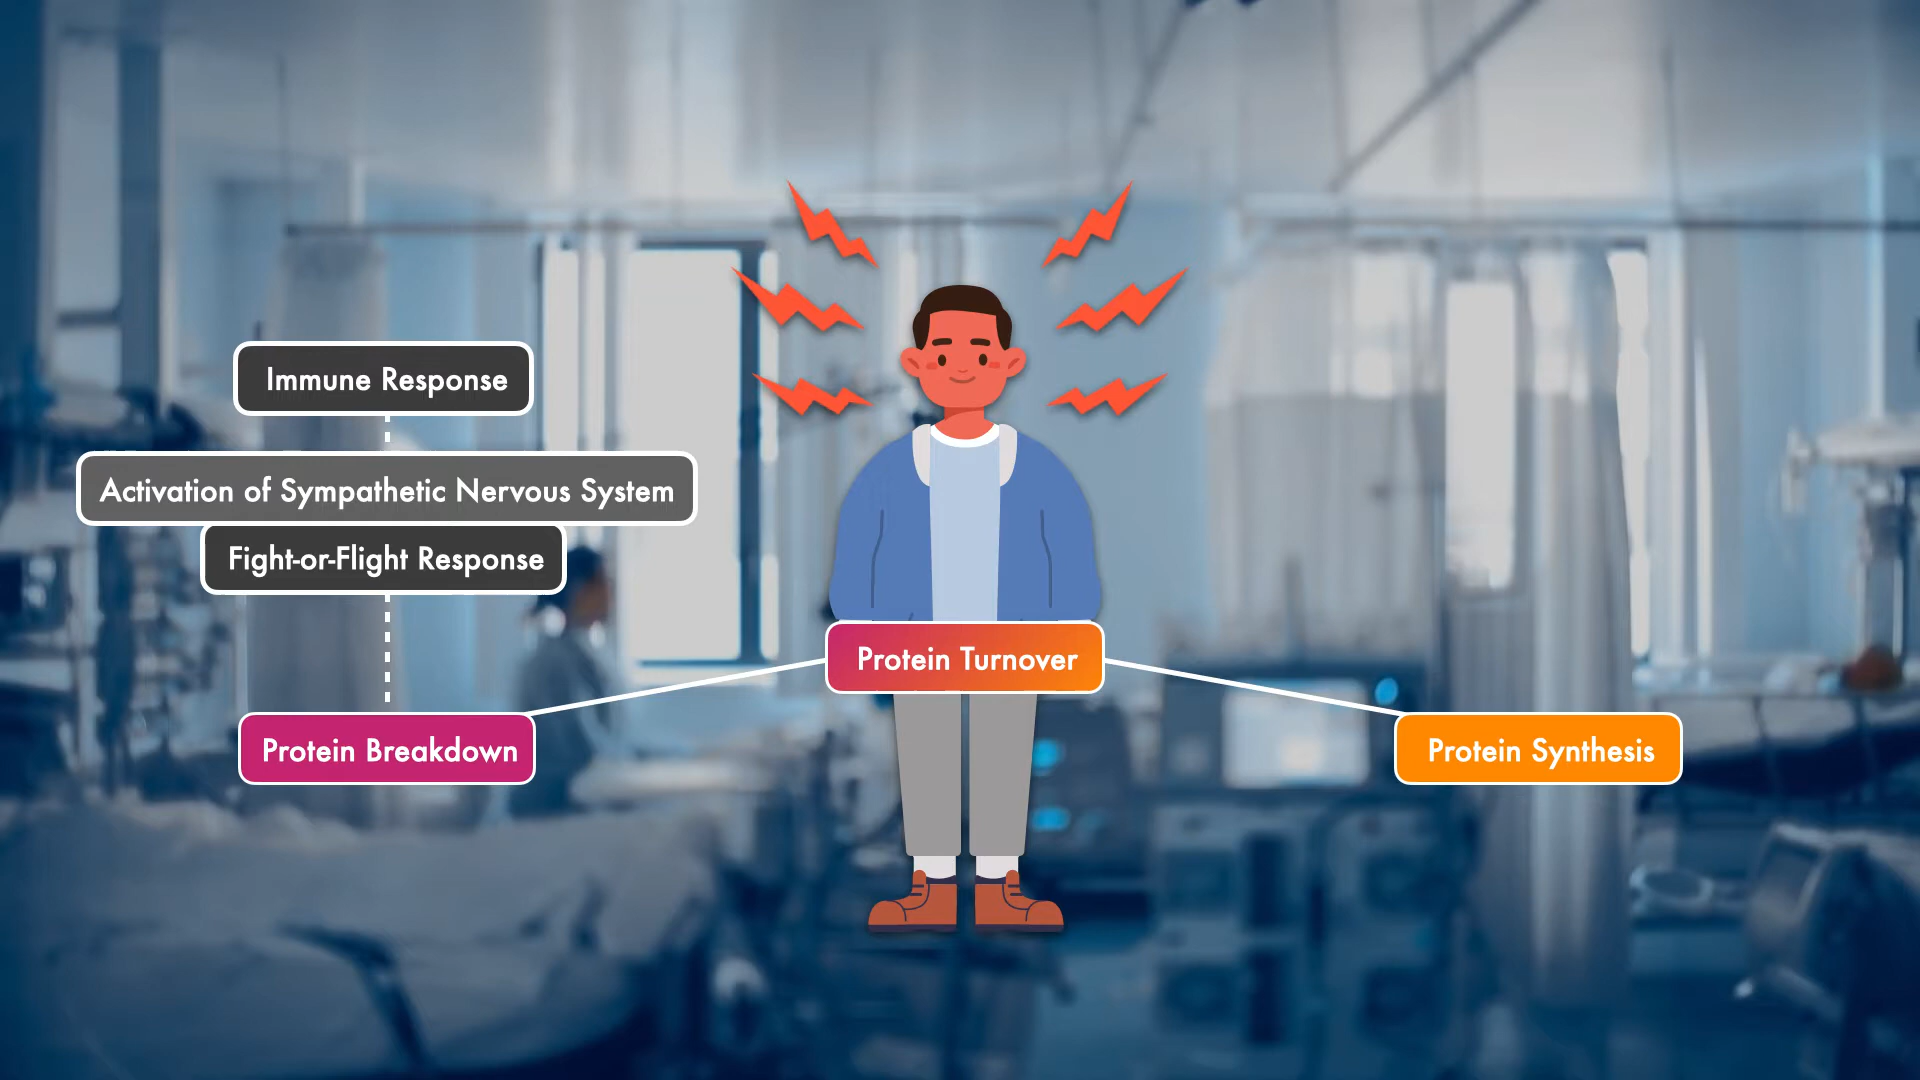 Immune Response
Activation of Sympathetic Nervous System
Fight-or-Flight Response
Protein Turnover
Protein Breakdown
Protein Synthesis